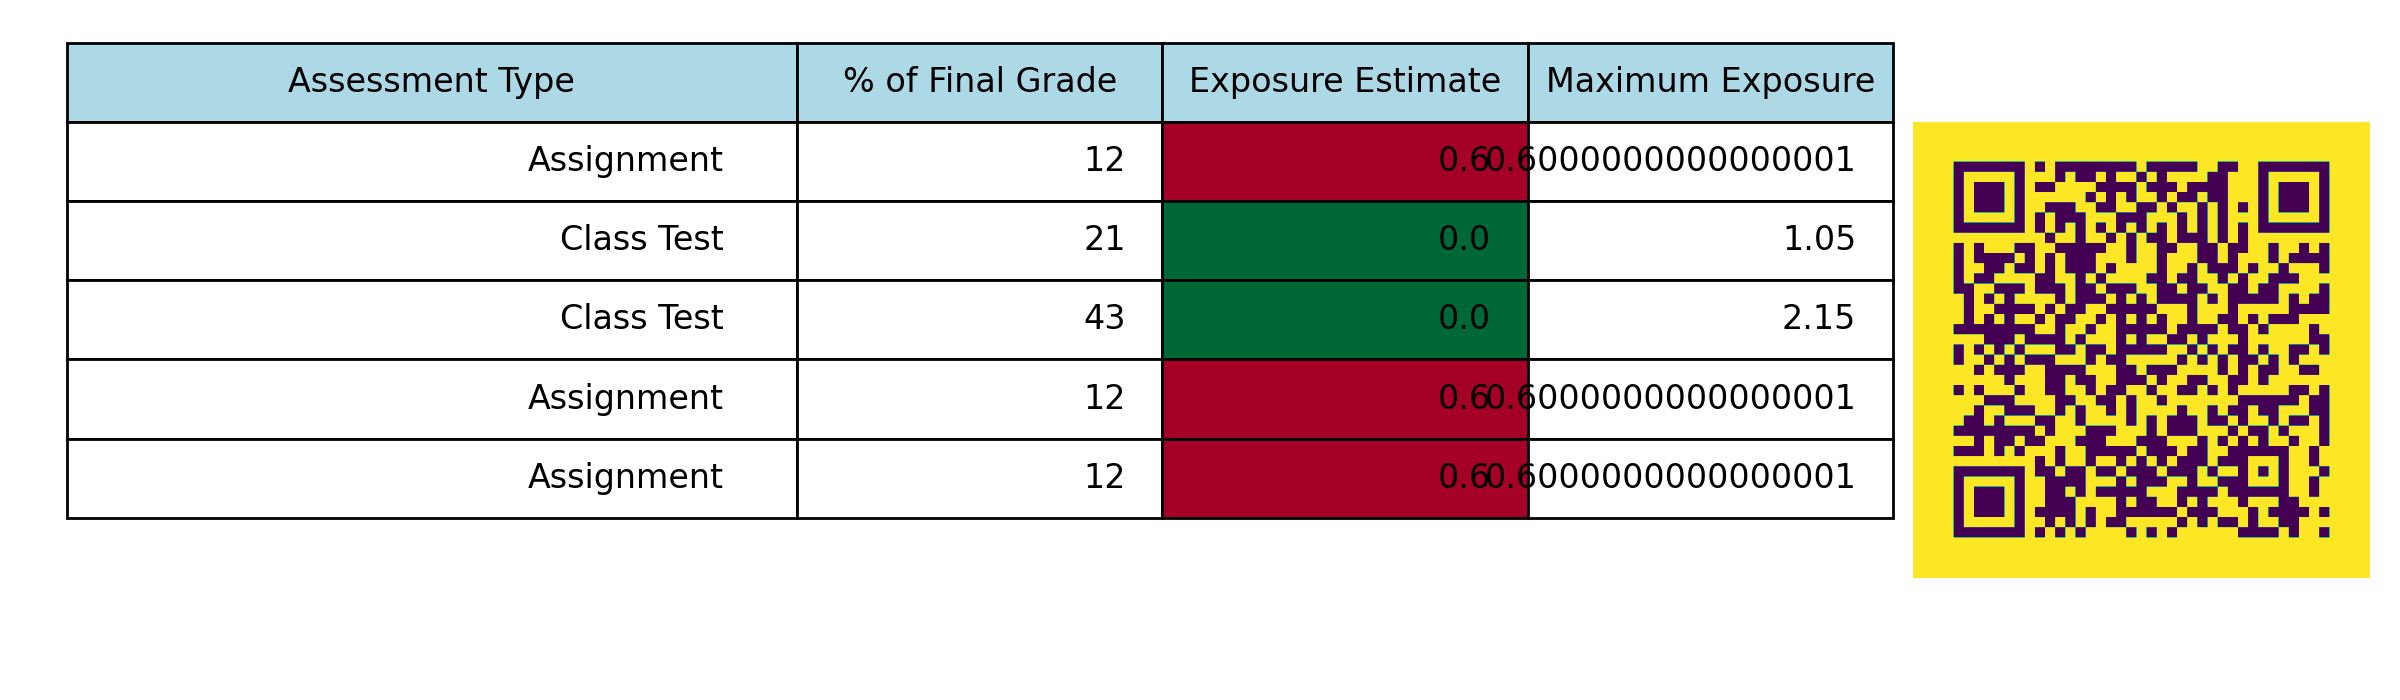 Assessment Type % of Final Grade Exposure Estimate Maximum Exposure
Assignment 12 0.6 0.6000000000000001
Class Test 21 0.0 1.05
Class Test 43 0.0 2.15
Assignment 12 0.6 0.6000000000000001
Assignment 12 0.6 0.6000000000000001